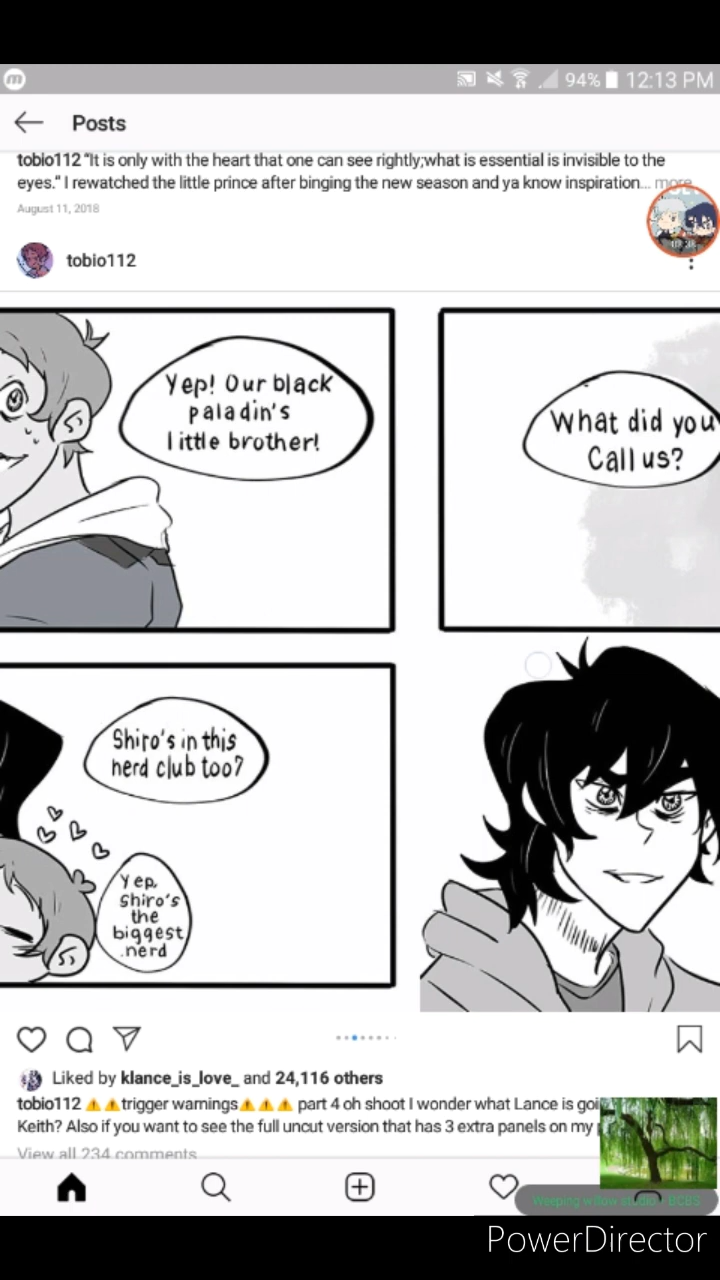 94% 12:13 PM
Posts
tobio112 "It is only with the heart that one can see rightly;what is essential is invisible to the
eyes." I rewatched the little prince after binging the new season and ya know inspiration... more
August 11, 2018
tobio112
Yep! Our black
paladin's
little brother!
What did you
Call us?
Shiro's in this
nerd club too?
Yep,
Shiro's
the
biggest
nerd
Liked by klance_is_love_ and 24,116 others
tobio112 ⚠⚠trigger warnings⚠⚠⚠ part 4 oh shoot I wonder what Lance is goi
Keith? Also if you want to see the full uncut version that has 3 extra panels on my
View all 234 comments
Weeping willow studio BCBS
PowerDirector